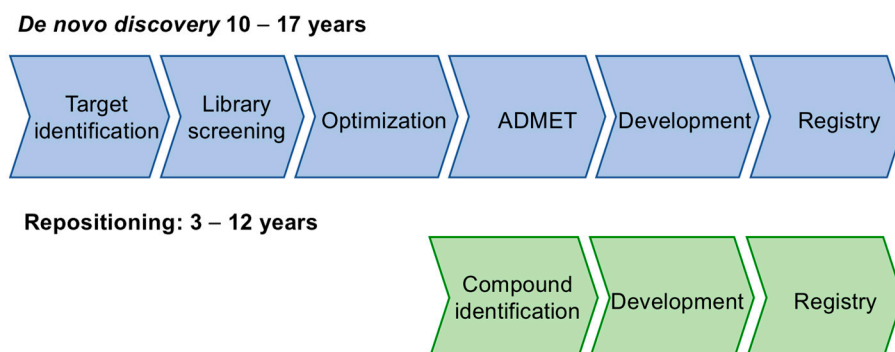 De novo discovery 10 – 17 years
Target
identification
Library
screening
Optimization
ADMET
Development
Registry
Repositioning: 3 – 12 years
Compound
identification
Development
Registry